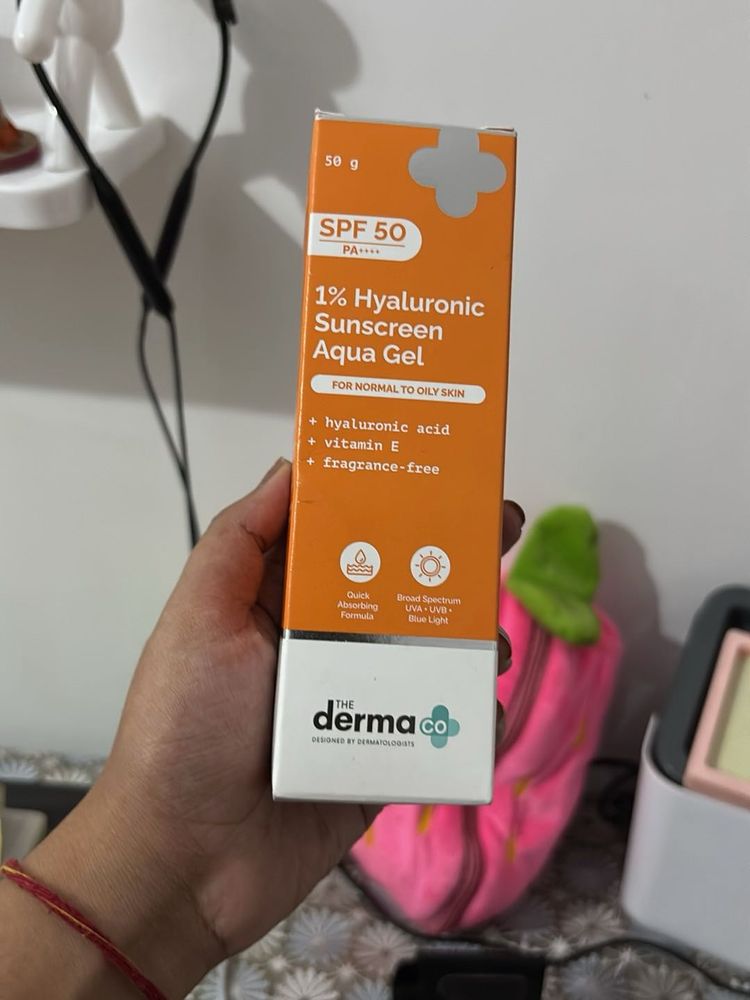 50 g
SPF 50
PA++++
1% Hyaluronic
Sunscreen
Aqua Gel
FOR NORMAL TO OILY SKIN
+ hyaluronic acid
+ vitamin E
+ fragrance-free
Quick
Absorbing
Formula
Broad Spectrum
UVA • UVB •
Blue Light
THE
derma co
DESIGNED BY DERMATOLOGISTS